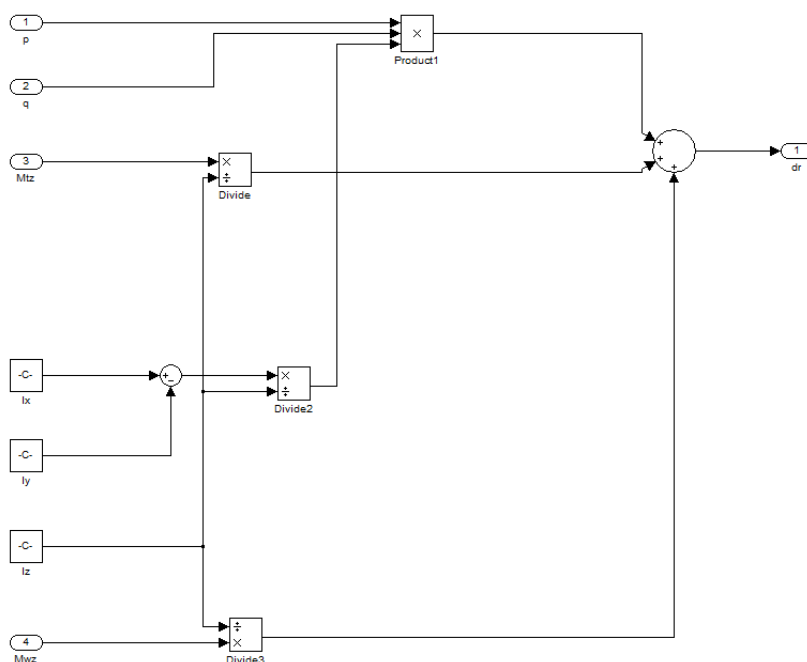 1
p
×
Product1
2
q
+
+
+
1
dr
3
Mtz
×
÷
Divide
-C-
Ix
+
−
×
÷
Divide2
-C-
Iy
-C-
Iz
÷
×
Divide3
4
Mwz